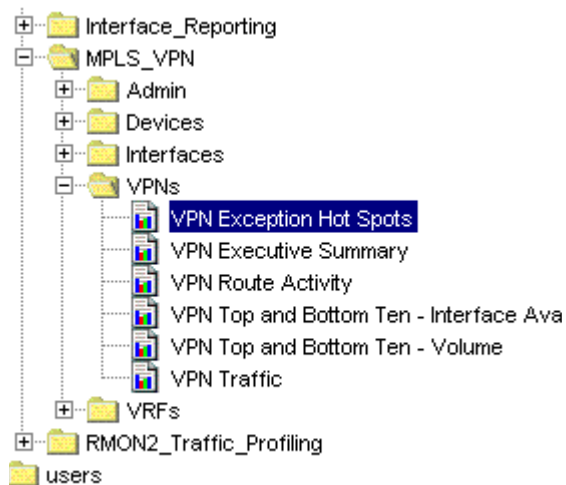 Interface_Reporting
MPLS_VPN
Admin
Devices
Interfaces
VPNs
VPN Exception Hot Spots
VPN Executive Summary
VPN Route Activity
VPN Top and Bottom Ten - Interface Ava
VPN Top and Bottom Ten - Volume
VPN Traffic
VRFs
RMON2_Traffic_Profiling
users